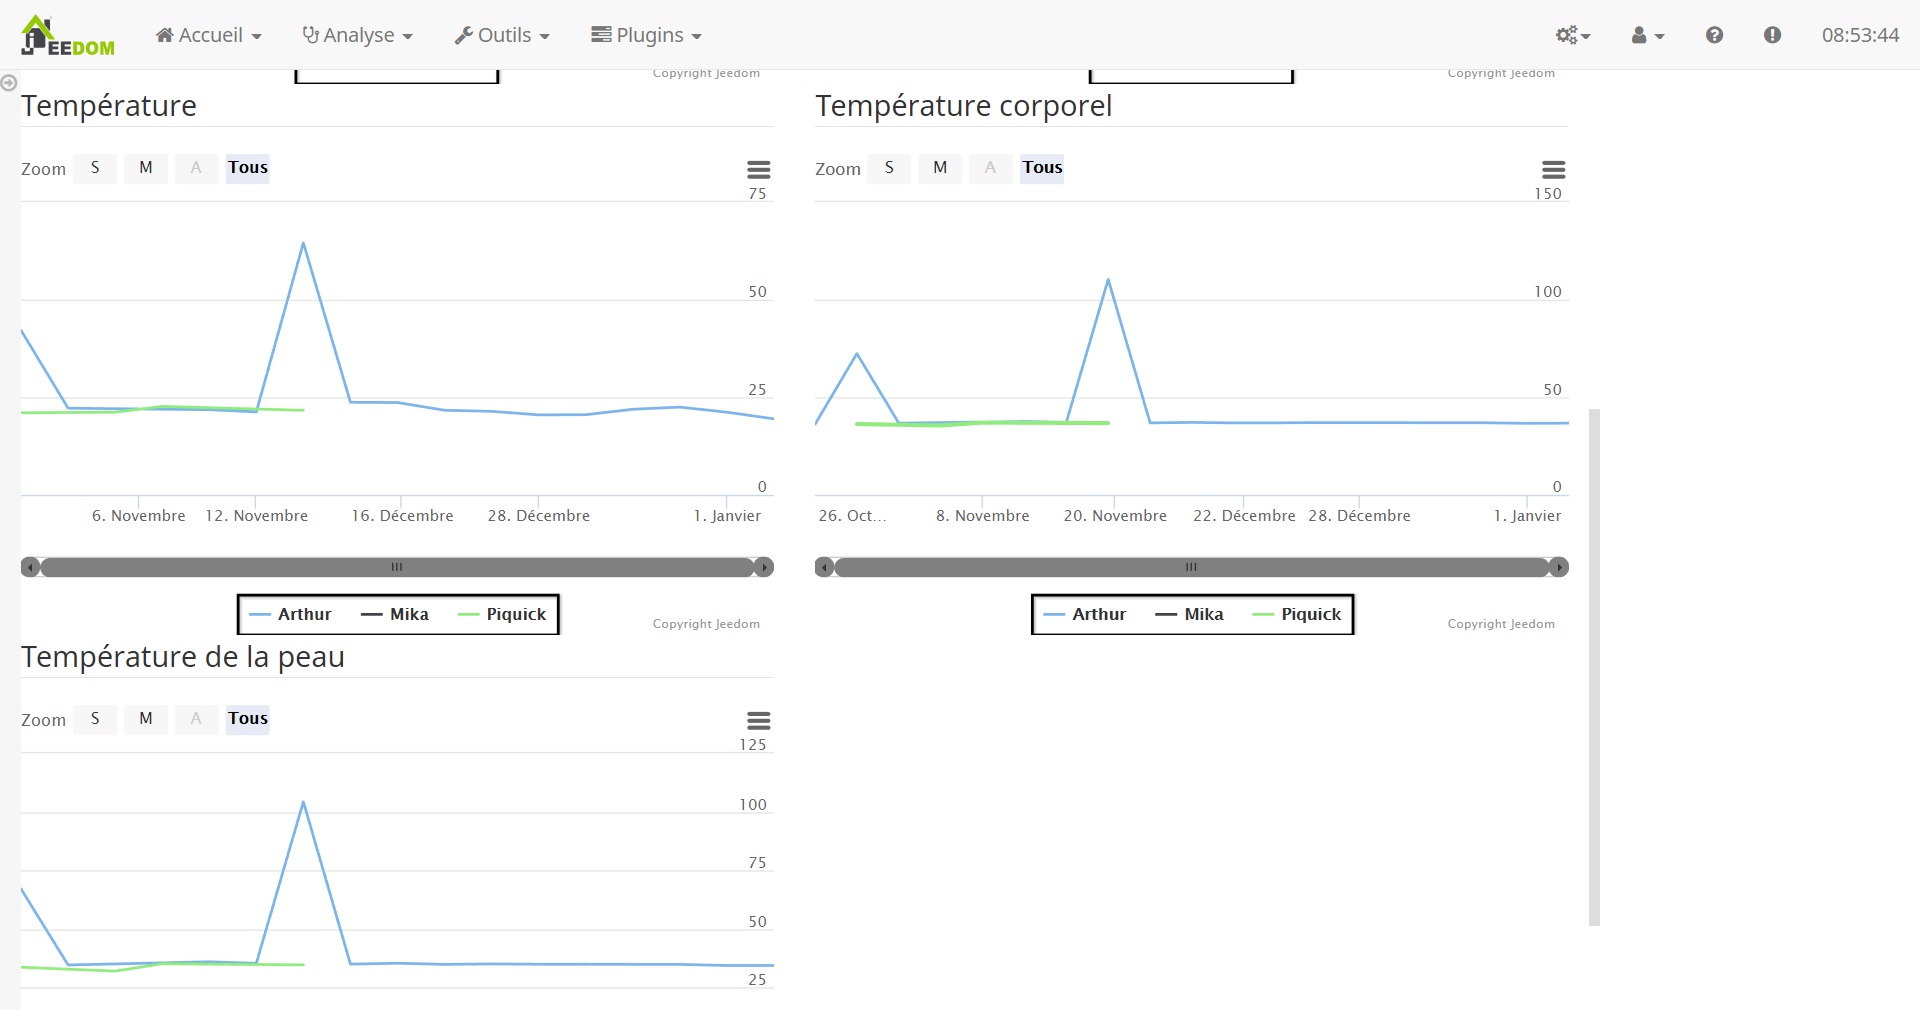 JEEDOM Accueil Analyse Outils Plugins 08:53:44
Copyright Jeedom Copyright Jeedom
Température
Zoom S M A Tous
75
50
25
0
6. Novembre 12. Novembre 16. Décembre 28. Décembre 1. Janvier
Arthur Mika Piquick
Copyright Jeedom
Température corporel
Zoom S M A Tous
150
100
50
0
26. Oct... 8. Novembre 20. Novembre 22. Décembre 28. Décembre 1. Janvier
Arthur Mika Piquick
Copyright Jeedom
Température de la peau
Zoom S M A Tous
125
100
75
50
25